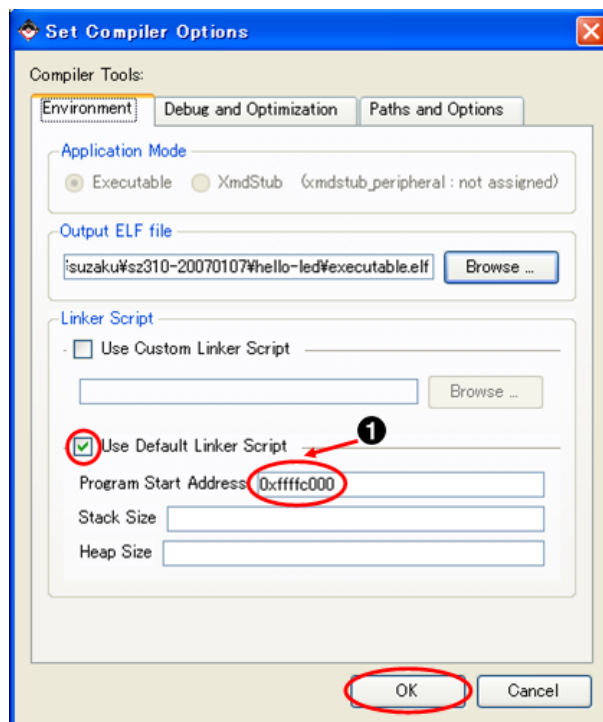 Set Compiler Options
Compiler Tools:
Environment Debug and Optimization Paths and Options
Application Mode
Executable XmdStub (xmdstub_peripheral : not assigned)
Output ELF file
suzaku¥sz310-20070107¥hello-led¥executable.elf Browse ...
Linker Script
Use Custom Linker Script
Browse ...
Use Default Linker Script
1
Program Start Address 0xffffc000
Stack Size
Heap Size
OK Cancel